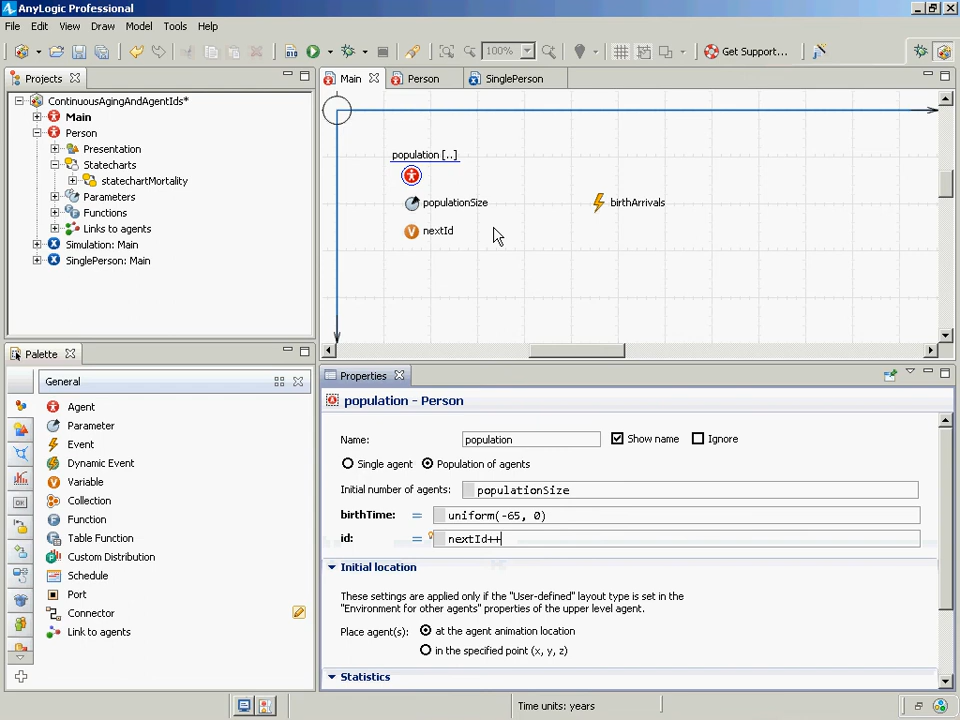 AnyLogic Professional
File Edit View Draw Model Tools Help
100% Get Support...
Projects
ContinuousAgingAndAgentIds*
Main
Person
Presentation
Statecharts
statechartMortality
Parameters
Functions
Links to agents
Simulation: Main
SinglePerson: Main
Main Person SinglePerson
population [..]
populationSize
nextId
birthArrivals
Palette
General
Agent
Parameter
Event
Dynamic Event
Variable
Collection
Function
Table Function
Custom Distribution
Schedule
Port
Connector
Link to agents
Properties
population - Person
Name: population Show name Ignore
Single agent Population of agents
Initial number of agents: populationSize
birthTime: = uniform(-65, 0)
id: = nextId++
Initial location
These settings are applied only if the "User-defined" layout type is set in the
"Environment for other agents" properties of the upper level agent.
Place agent(s): at the agent animation location
in the specified point (x, y, z)
Statistics
Time units: years